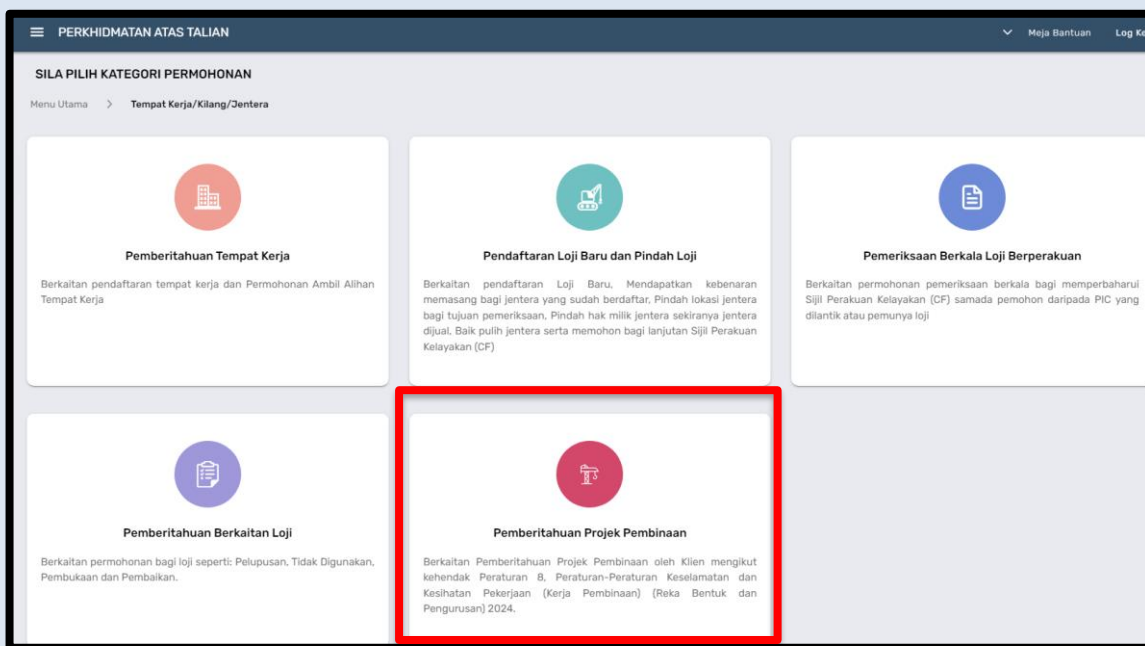 PERKHIDMATAN ATAS TALIAN
Meja Bantuan
Log Ke
SILA PILIH KATEGORI PERMOHONAN
Menu Utama > Tempat Kerja/Kilang/Jentera
Pemberitahuan Tempat Kerja
Berkaitan pendaftaran tempat kerja dan Permohonan Ambil Alihan
Tempat Kerja
Pendaftaran Loji Baru dan Pindah Loji
Berkaitan pendaftaran Loji Baru, Mendapatkan kebenaran
memasang bagi jentera yang sudah berdaftar, Pindah lokasi jentera
bagi tujuan pemeriksaan, Pindah hak milik jentera sekiranya jentera
dijual, Baik pulih jentera serta memohon bagi lanjutan Sijil Perakuan
Kelayakan (CF)
Pemeriksaan Berkala Loji Berperakuan
Berkaitan permohonan pemeriksaan berkala bagi memperbaharui
Sijil Perakuan Kelayakan (CF) samada pemohon daripada PIC yang
dilantik atau pemunya loji
Pemberitahuan Berkaitan Loji
Berkaitan permohonan bagi loji seperti: Pelupusan, Tidak Digunakan,
Pembukaan dan Pembaikan.
Pemberitahuan Projek Pembinaan
Berkaitan Pemberitahuan Projek Pembinaan oleh Klien mengikut
kehendak Peraturan 8, Peraturan-Peraturan Keselamatan dan
Kesihatan Pekerjaan (Kerja Pembinaan) (Reka Bentuk dan
Pengurusan) 2024.